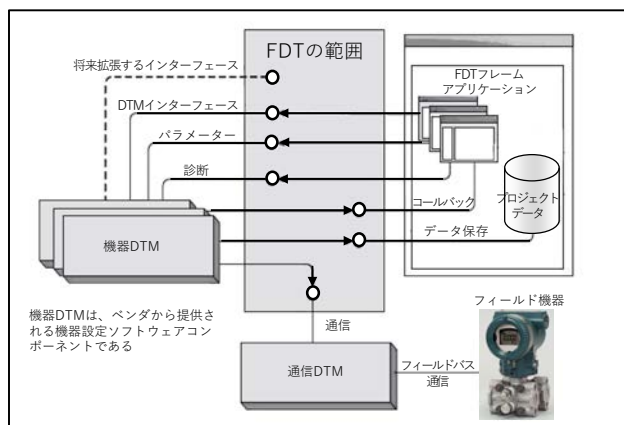 FDTの範囲
将来拡張するインターフェース
FDTフレーム
アプリケーション
DTMインターフェース
パラメーター
診断
コールバック
プロジェクト
データ
データ保存
機器DTM
機器DTMは、ベンダから提供さ
れる機器設定ソフトウェアコン
ポーネントである
通信
フィールド機器
通信DTM
フィールドバス
通信